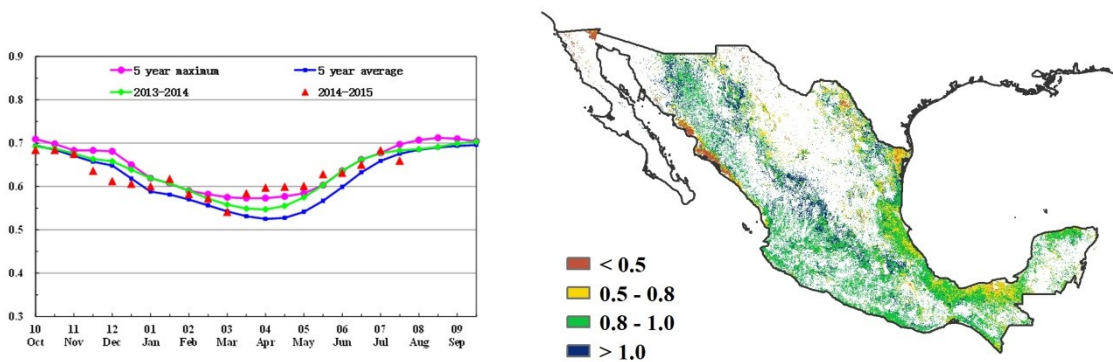 0.9
5 year maximum 5 year average
0.8
2013-2014 2014-2015
0.7
0.6
0.5
0.4
0.3
10 11 12 01 02 03 04 05 06 07 08 09
Oct Nov Dec Jan Feb Mar Apr May Jun Jul Aug Sep
< 0.5
0.5 - 0.8
0.8 - 1.0
> 1.0